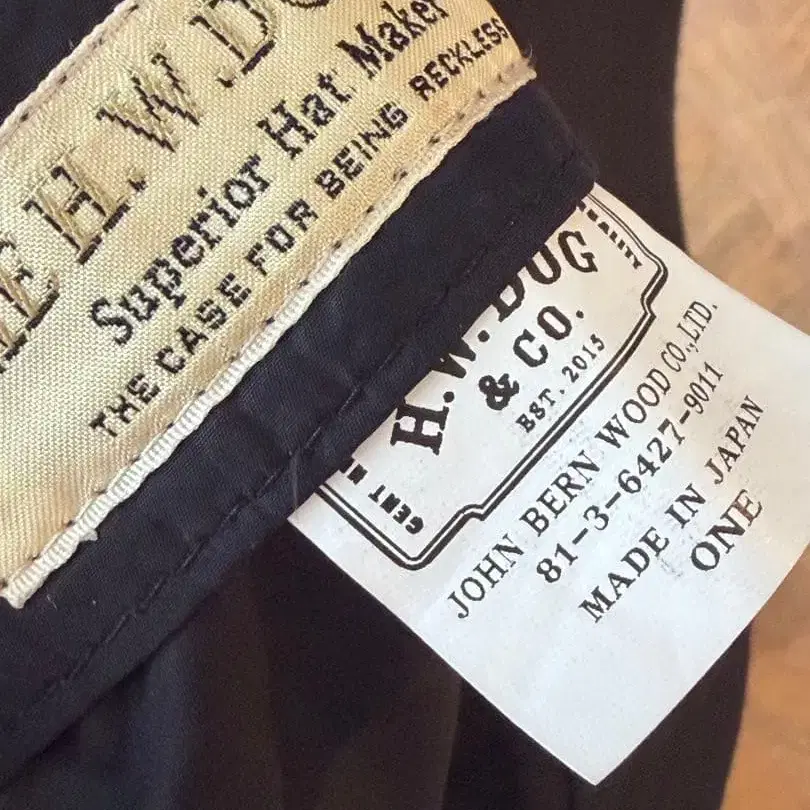 H.W.DOG
Superior Hat Maker
THE CASE FOR BEING RECKLESS
H.W.DOG
& CO.
EST. 2015
JOHN BERN WOOD CO.,LTD.
81-3-6427-9011
MADE IN JAPAN
ONE